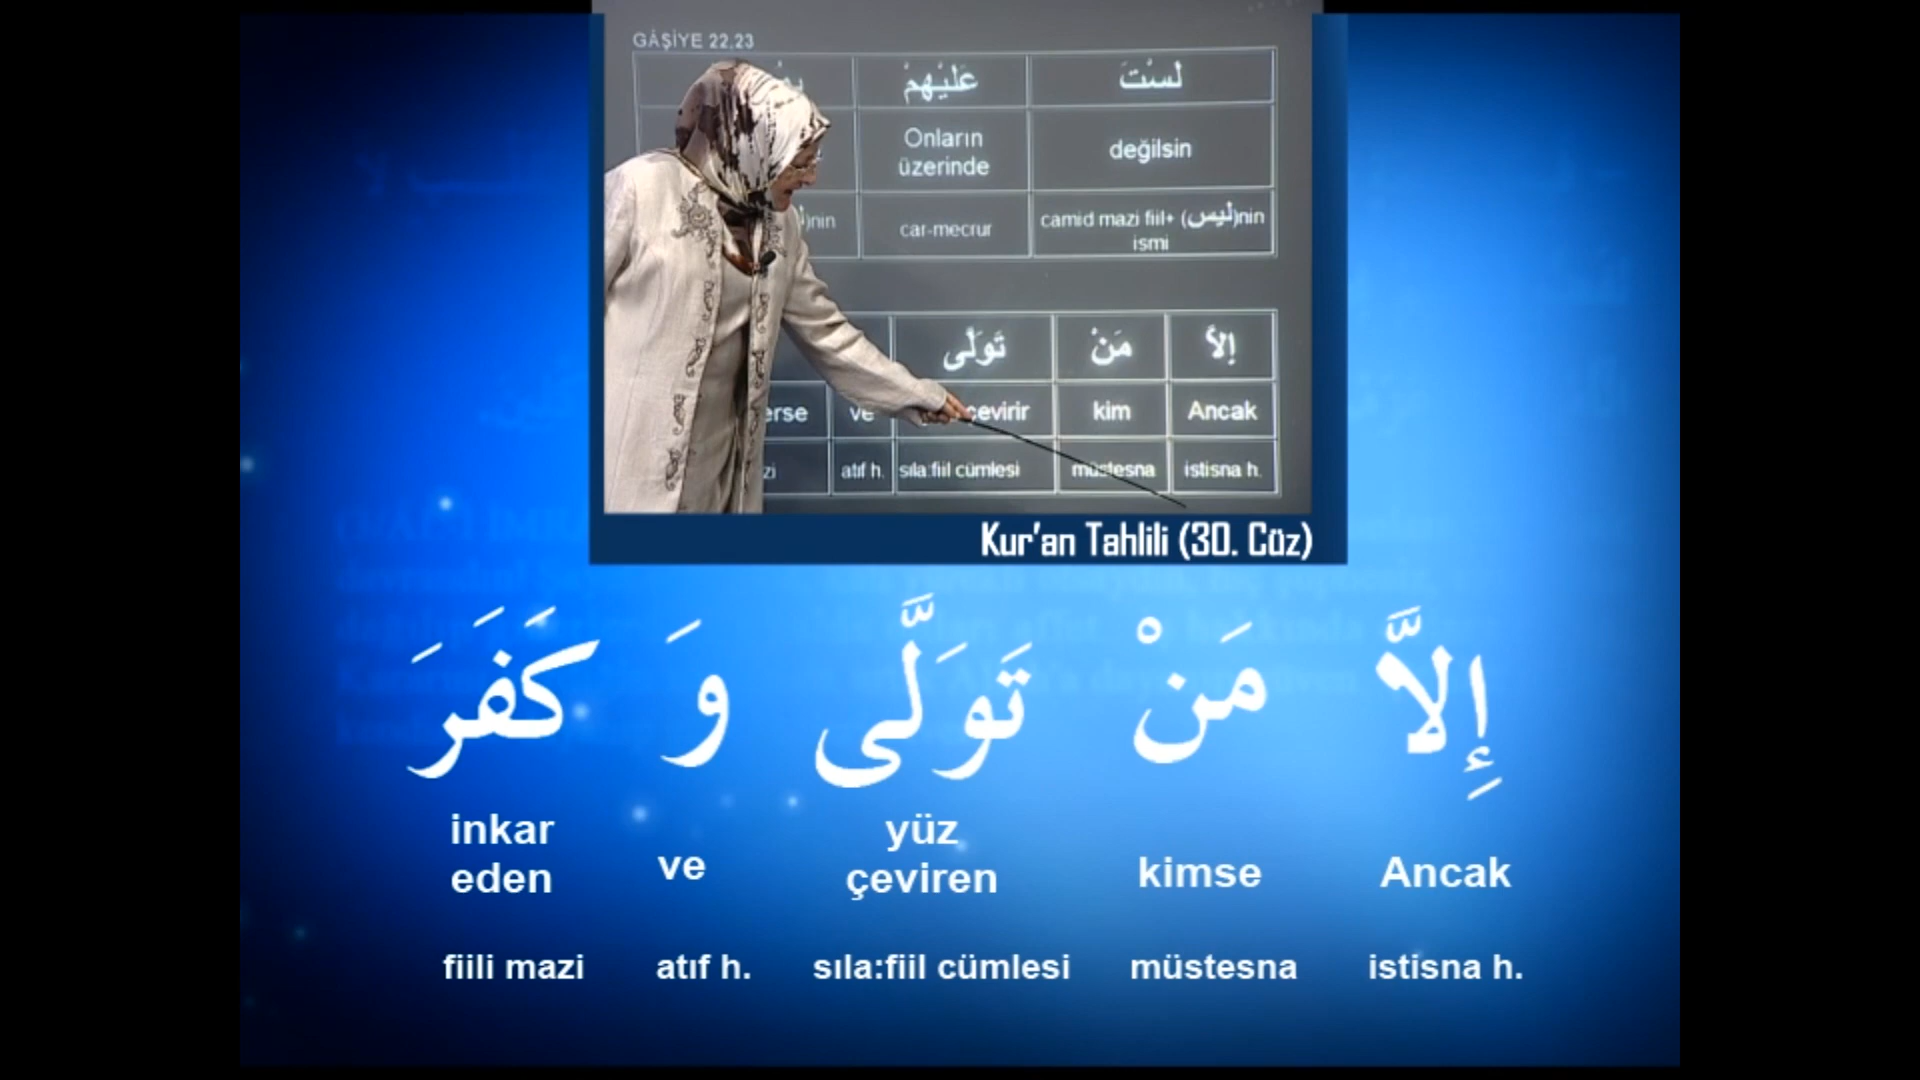 GÂŞİYE 22,23
لَسْتَ عَلَيْهِمْ
değilsin Onların üzerinde
camid mazi fiil+ (ليس)nin ismi car-mecrur )nin
إِلاَّ مَنْ تَوَلَّى
Ancak kim çevirir ve
istisna h. müstesna sıla:fiil cümlesi atıf h.
Kur'an Tahlili (30. Cüz)
إِلاَّ مَنْ تَوَلَّى وَ كَفَرَ
Ancak kimse yüz çeviren ve inkar eden
istisna h. müstesna sıla:fiil cümlesi atıf h. fiili mazi